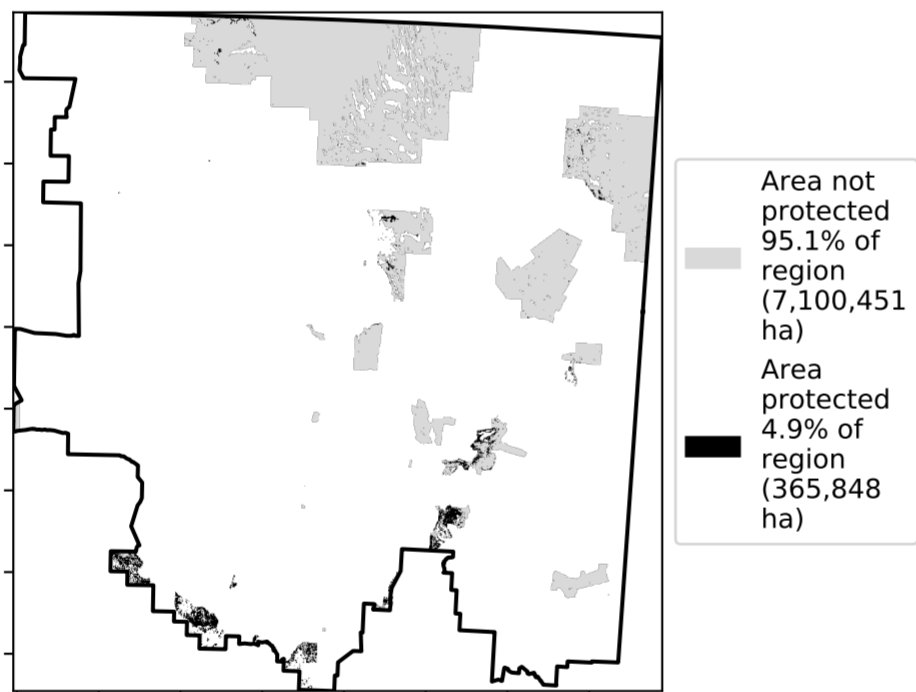 Area not
protected
95.1% of
region
(7,100,451
ha)
Area
protected
4.9% of
region
(365,848
ha)